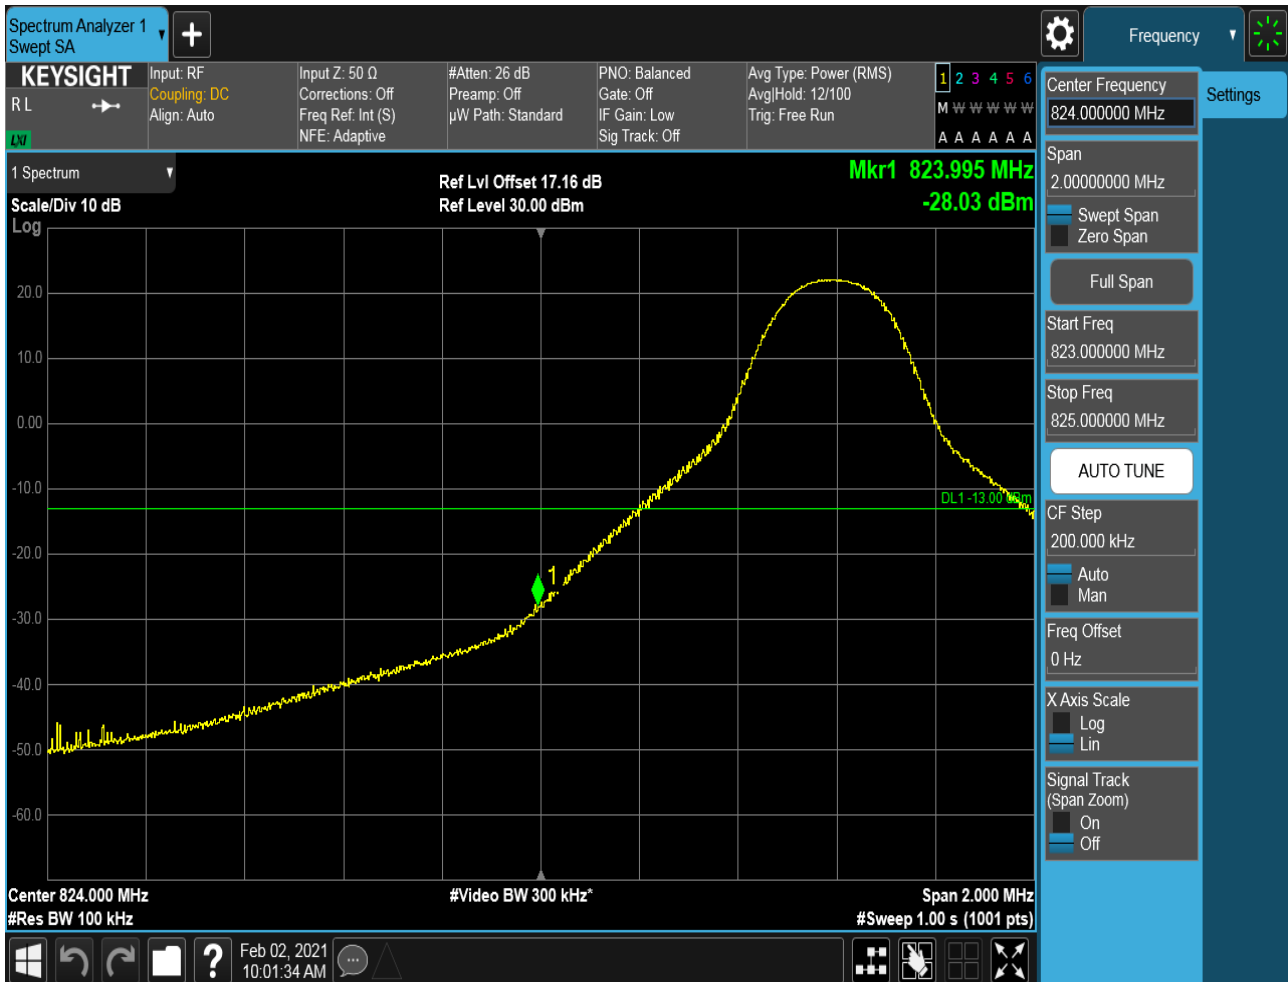 Spectrum Analyzer 1
Swept SA
+
Frequency
KEYSIGHT
R L
LXI
Input: RF
Coupling: DC
Align: Auto
Input Z: 50 Ω
Corrections: Off
Freq Ref: Int (S)
NFE: Adaptive
#Atten: 26 dB
Preamp: Off
µW Path: Standard
PNO: Balanced
Gate: Off
IF Gain: Low
Sig Track: Off
Avg Type: Power (RMS)
Avg|Hold: 12/100
Trig: Free Run
1 2 3 4 5 6
M W W W W W
A A A A A A
1 Spectrum
Scale/Div 10 dB
Log
Ref Lvl Offset 17.16 dB
Ref Level 30.00 dBm
Mkr1 823.995 MHz
-28.03 dBm
20.0
10.0
0.00
-10.0
-20.0
-30.0
-40.0
-50.0
-60.0
DL1 -13.00 dBm
1
Center 824.000 MHz
#Res BW 100 kHz
#Video BW 300 kHz*
Span 2.000 MHz
#Sweep 1.00 s (1001 pts)
Center Frequency
824.000000 MHz
Span
2.00000000 MHz
Swept Span
Zero Span
Full Span
Start Freq
823.000000 MHz
Stop Freq
825.000000 MHz
AUTO TUNE
CF Step
200.000 kHz
Auto
Man
Freq Offset
0 Hz
X Axis Scale
Log
Lin
Signal Track
(Span Zoom)
On
Off
Settings
?
Feb 02, 2021
10:01:34 AM